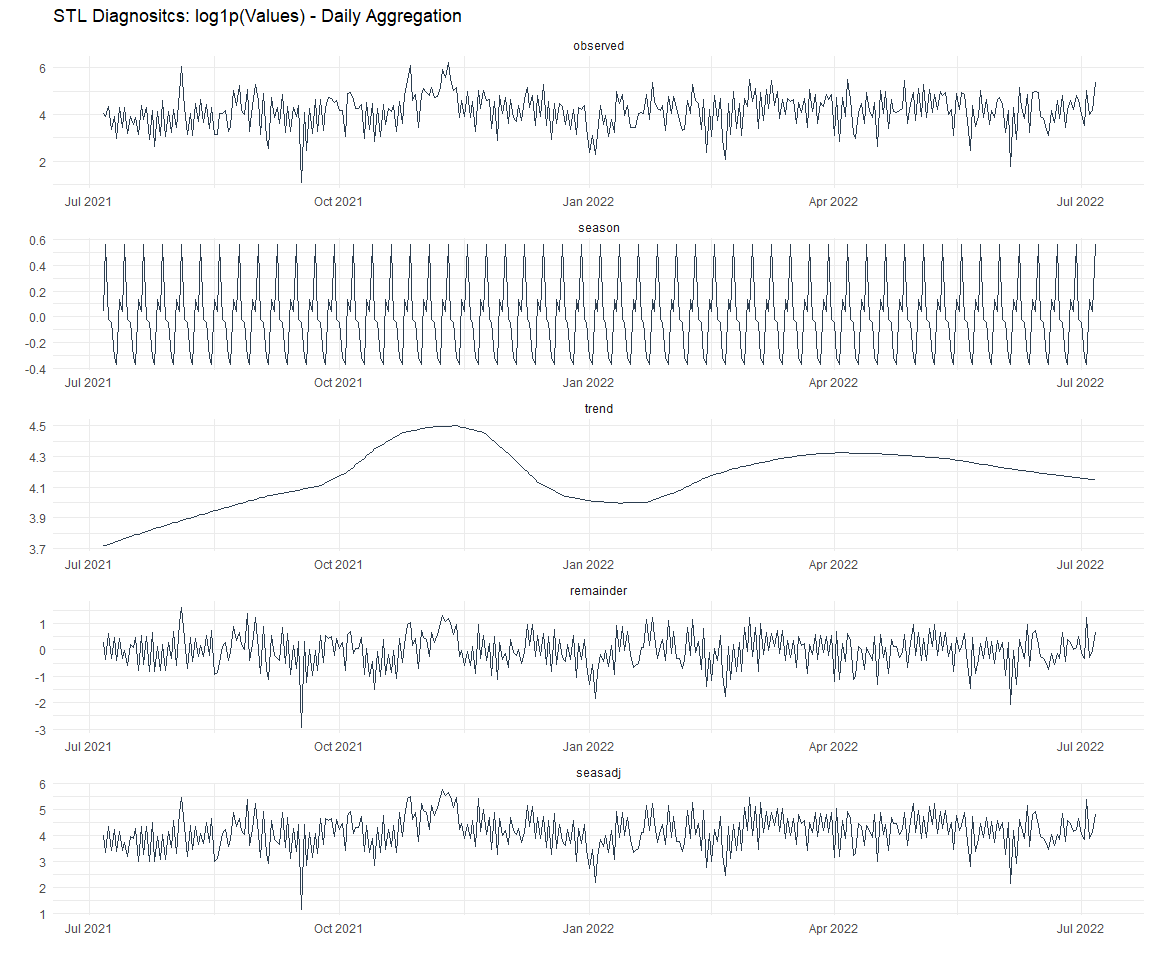 STL Diagnositcs: log1p(Values) - Daily Aggregation
observed
6
4
2
Jul 2021 Oct 2021 Jan 2022 Apr 2022 Jul 2022
season
0.6
0.4
0.2
0.0
-0.2
-0.4
Jul 2021 Oct 2021 Jan 2022 Apr 2022 Jul 2022
trend
4.5
4.3
4.1
3.9
3.7
Jul 2021 Oct 2021 Jan 2022 Apr 2022 Jul 2022
remainder
1
0
-1
-2
-3
Jul 2021 Oct 2021 Jan 2022 Apr 2022 Jul 2022
seasadj
6
5
4
3
2
1
Jul 2021 Oct 2021 Jan 2022 Apr 2022 Jul 2022